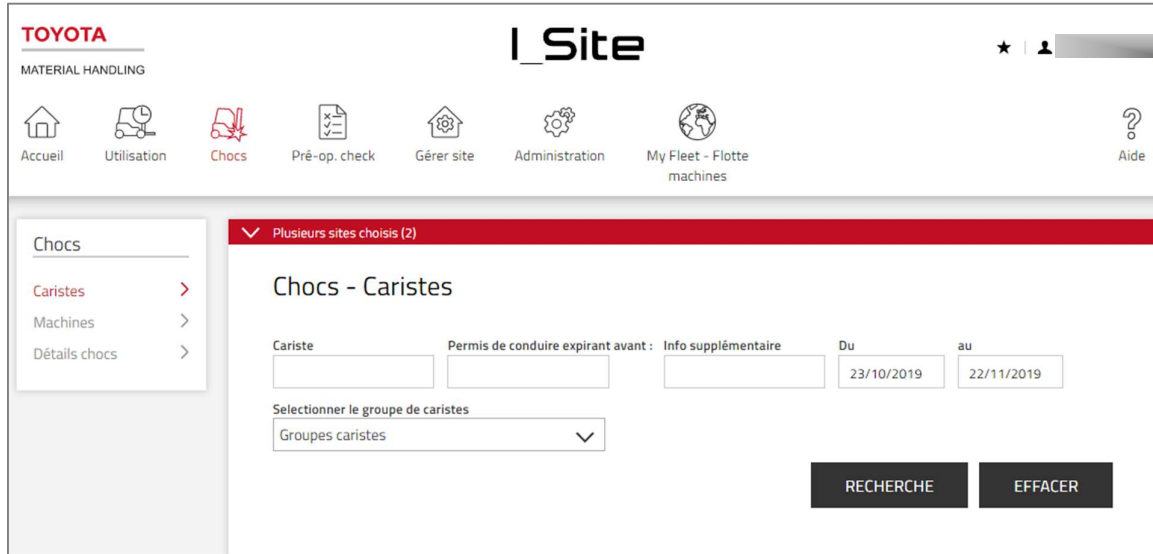 TOYOTA
MATERIAL HANDLING
I_Site
Accueil
Utilisation
Chocs
Pré-op. check
Gérer site
Administration
My Fleet - Flotte
machines
Aide
Chocs
Caristes
Machines
Détails chocs
Plusieurs sites choisis (2)
Chocs - Caristes
Cariste Permis de conduire expirant avant : Info supplémentaire Du au
23/10/2019 22/11/2019
Selectionner le groupe de caristes
Groupes caristes
RECHERCHE EFFACER